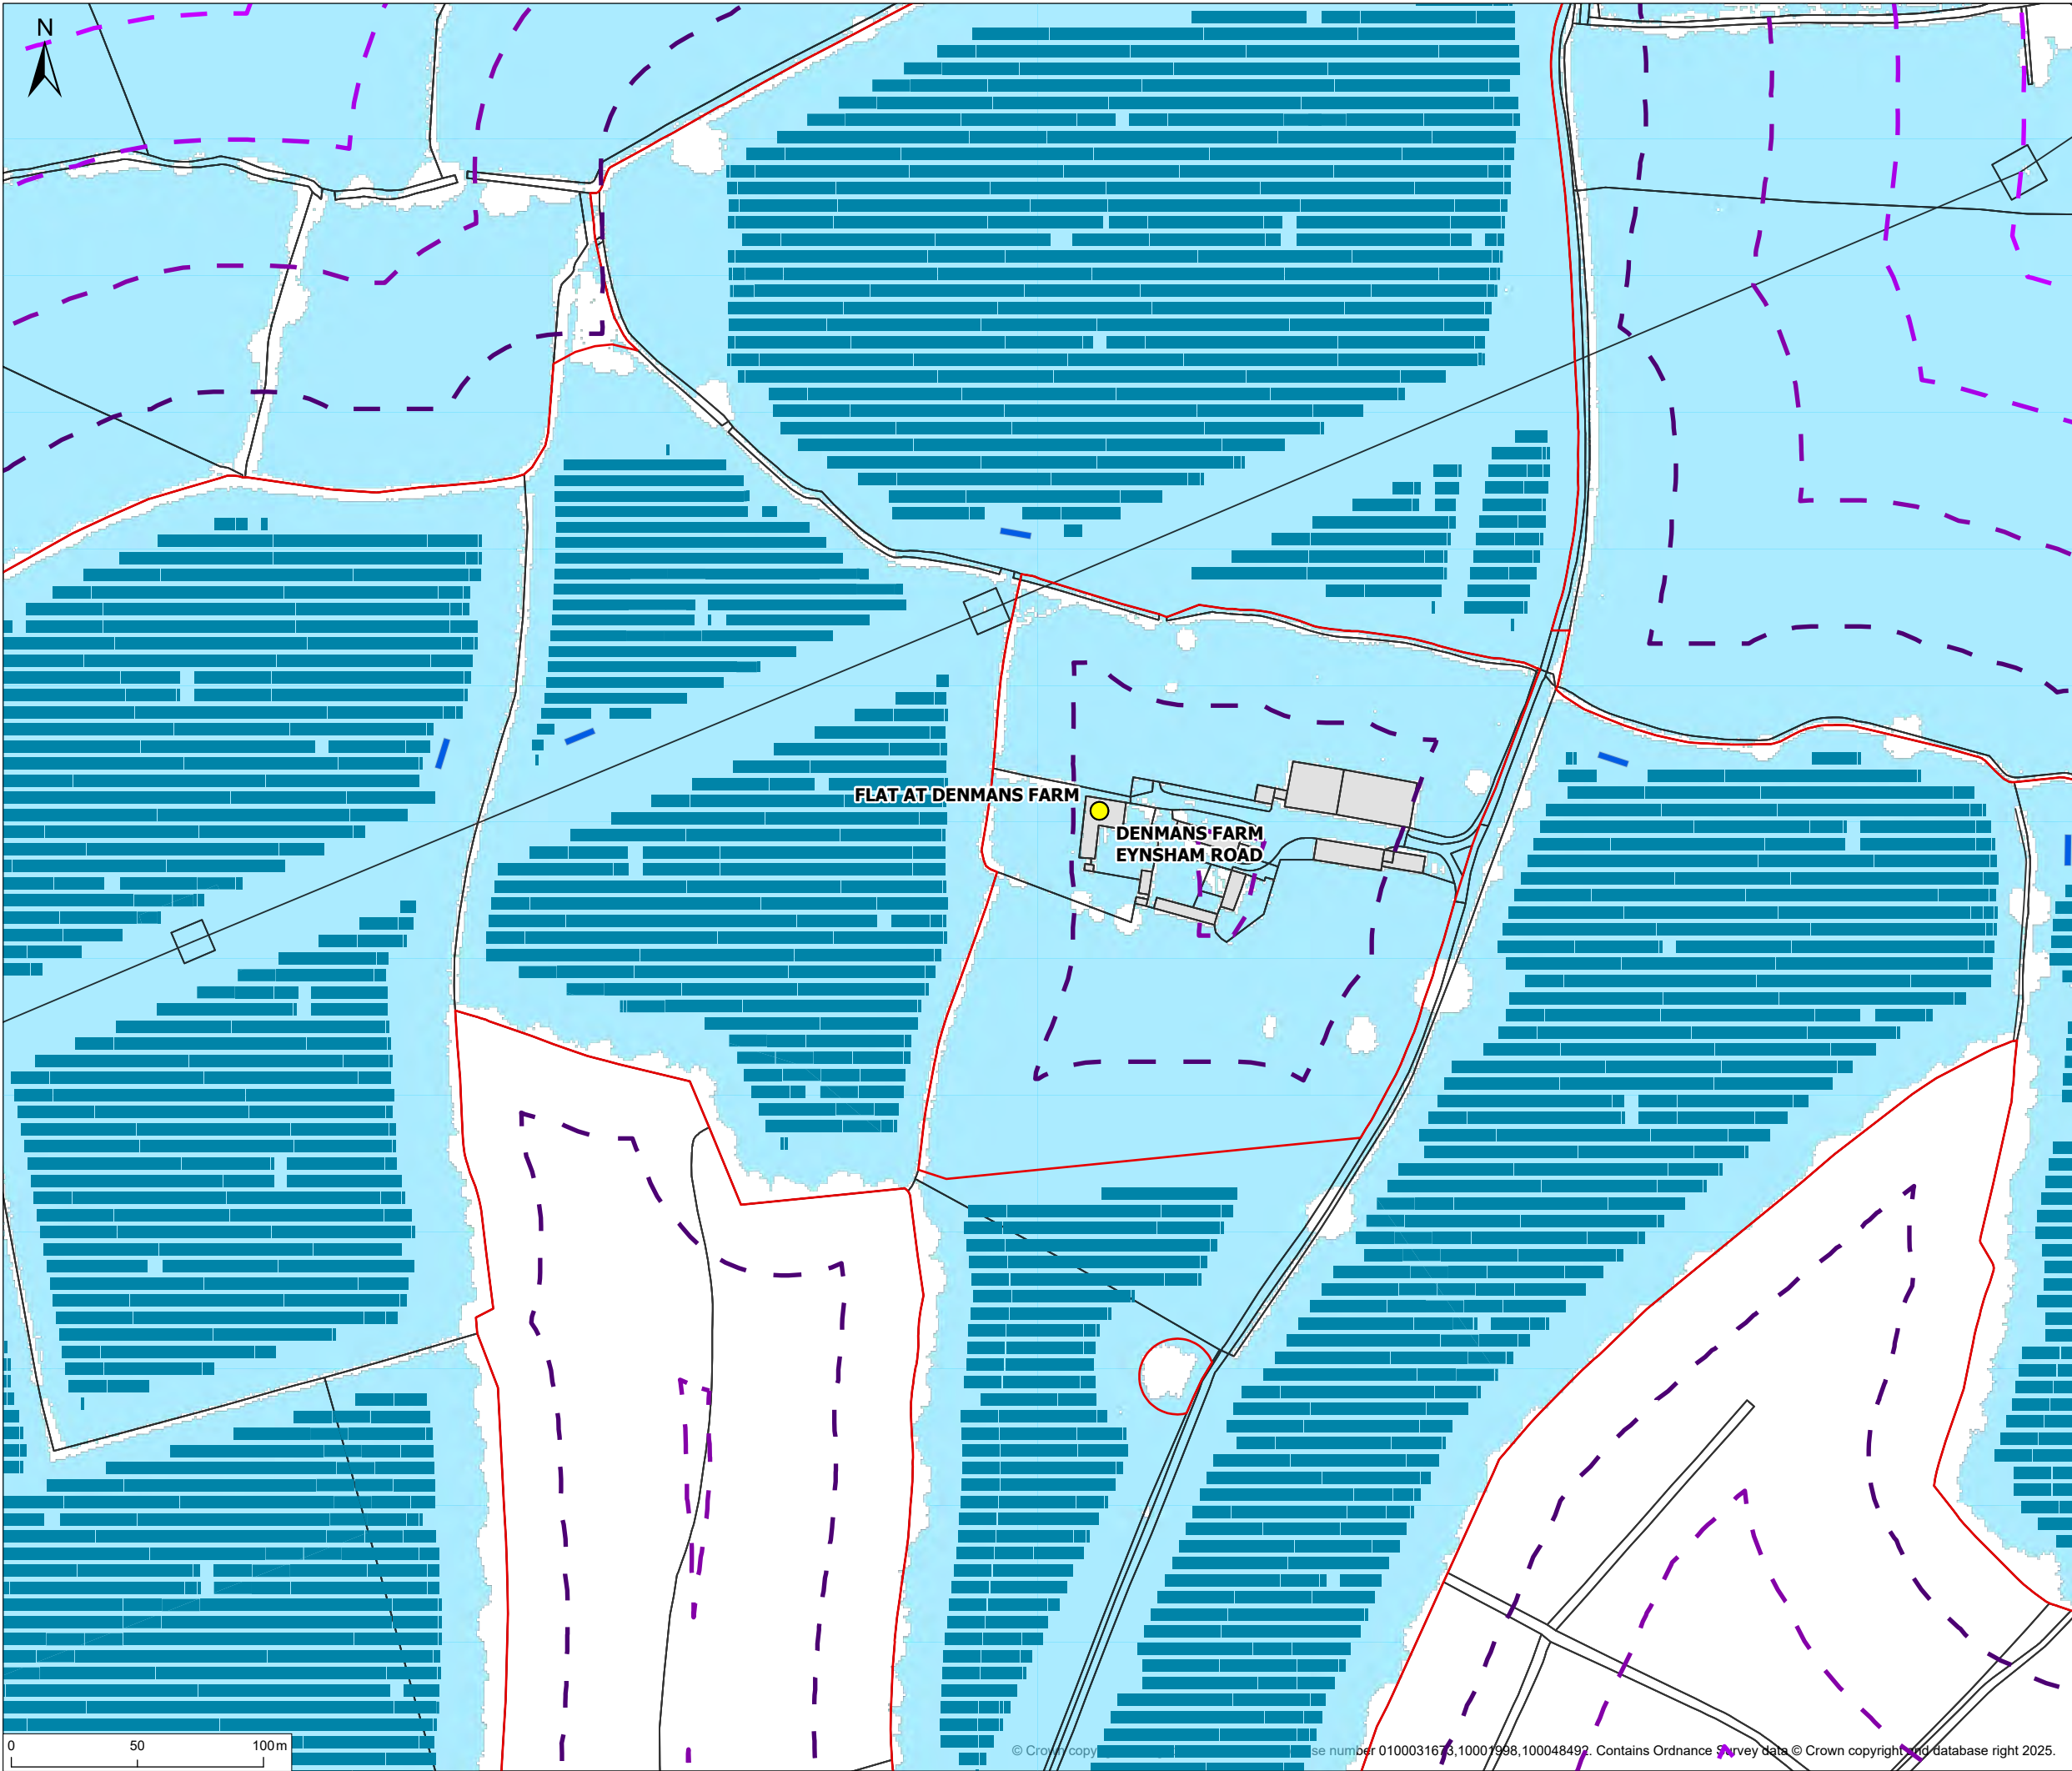 N
FLAT AT DENMANS FARM
DENMANS FARM
EYNSHAM ROAD
0 50 100m
© Crown copy number 0100031673,10001998,100048492. Contains Ordnance Survey data © Crown copyright and database right 2025.